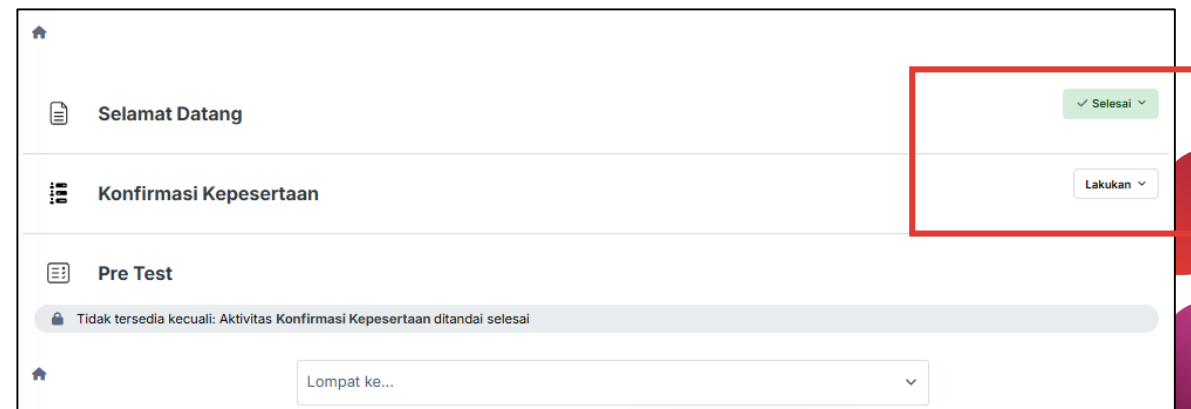 Selamat Datang
Selesai
Konfirmasi Kepesertaan
Lakukan
Pre Test
Tidak tersedia kecuali: Aktivitas Konfirmasi Kepesertaan ditandai selesai
Lompat ke...